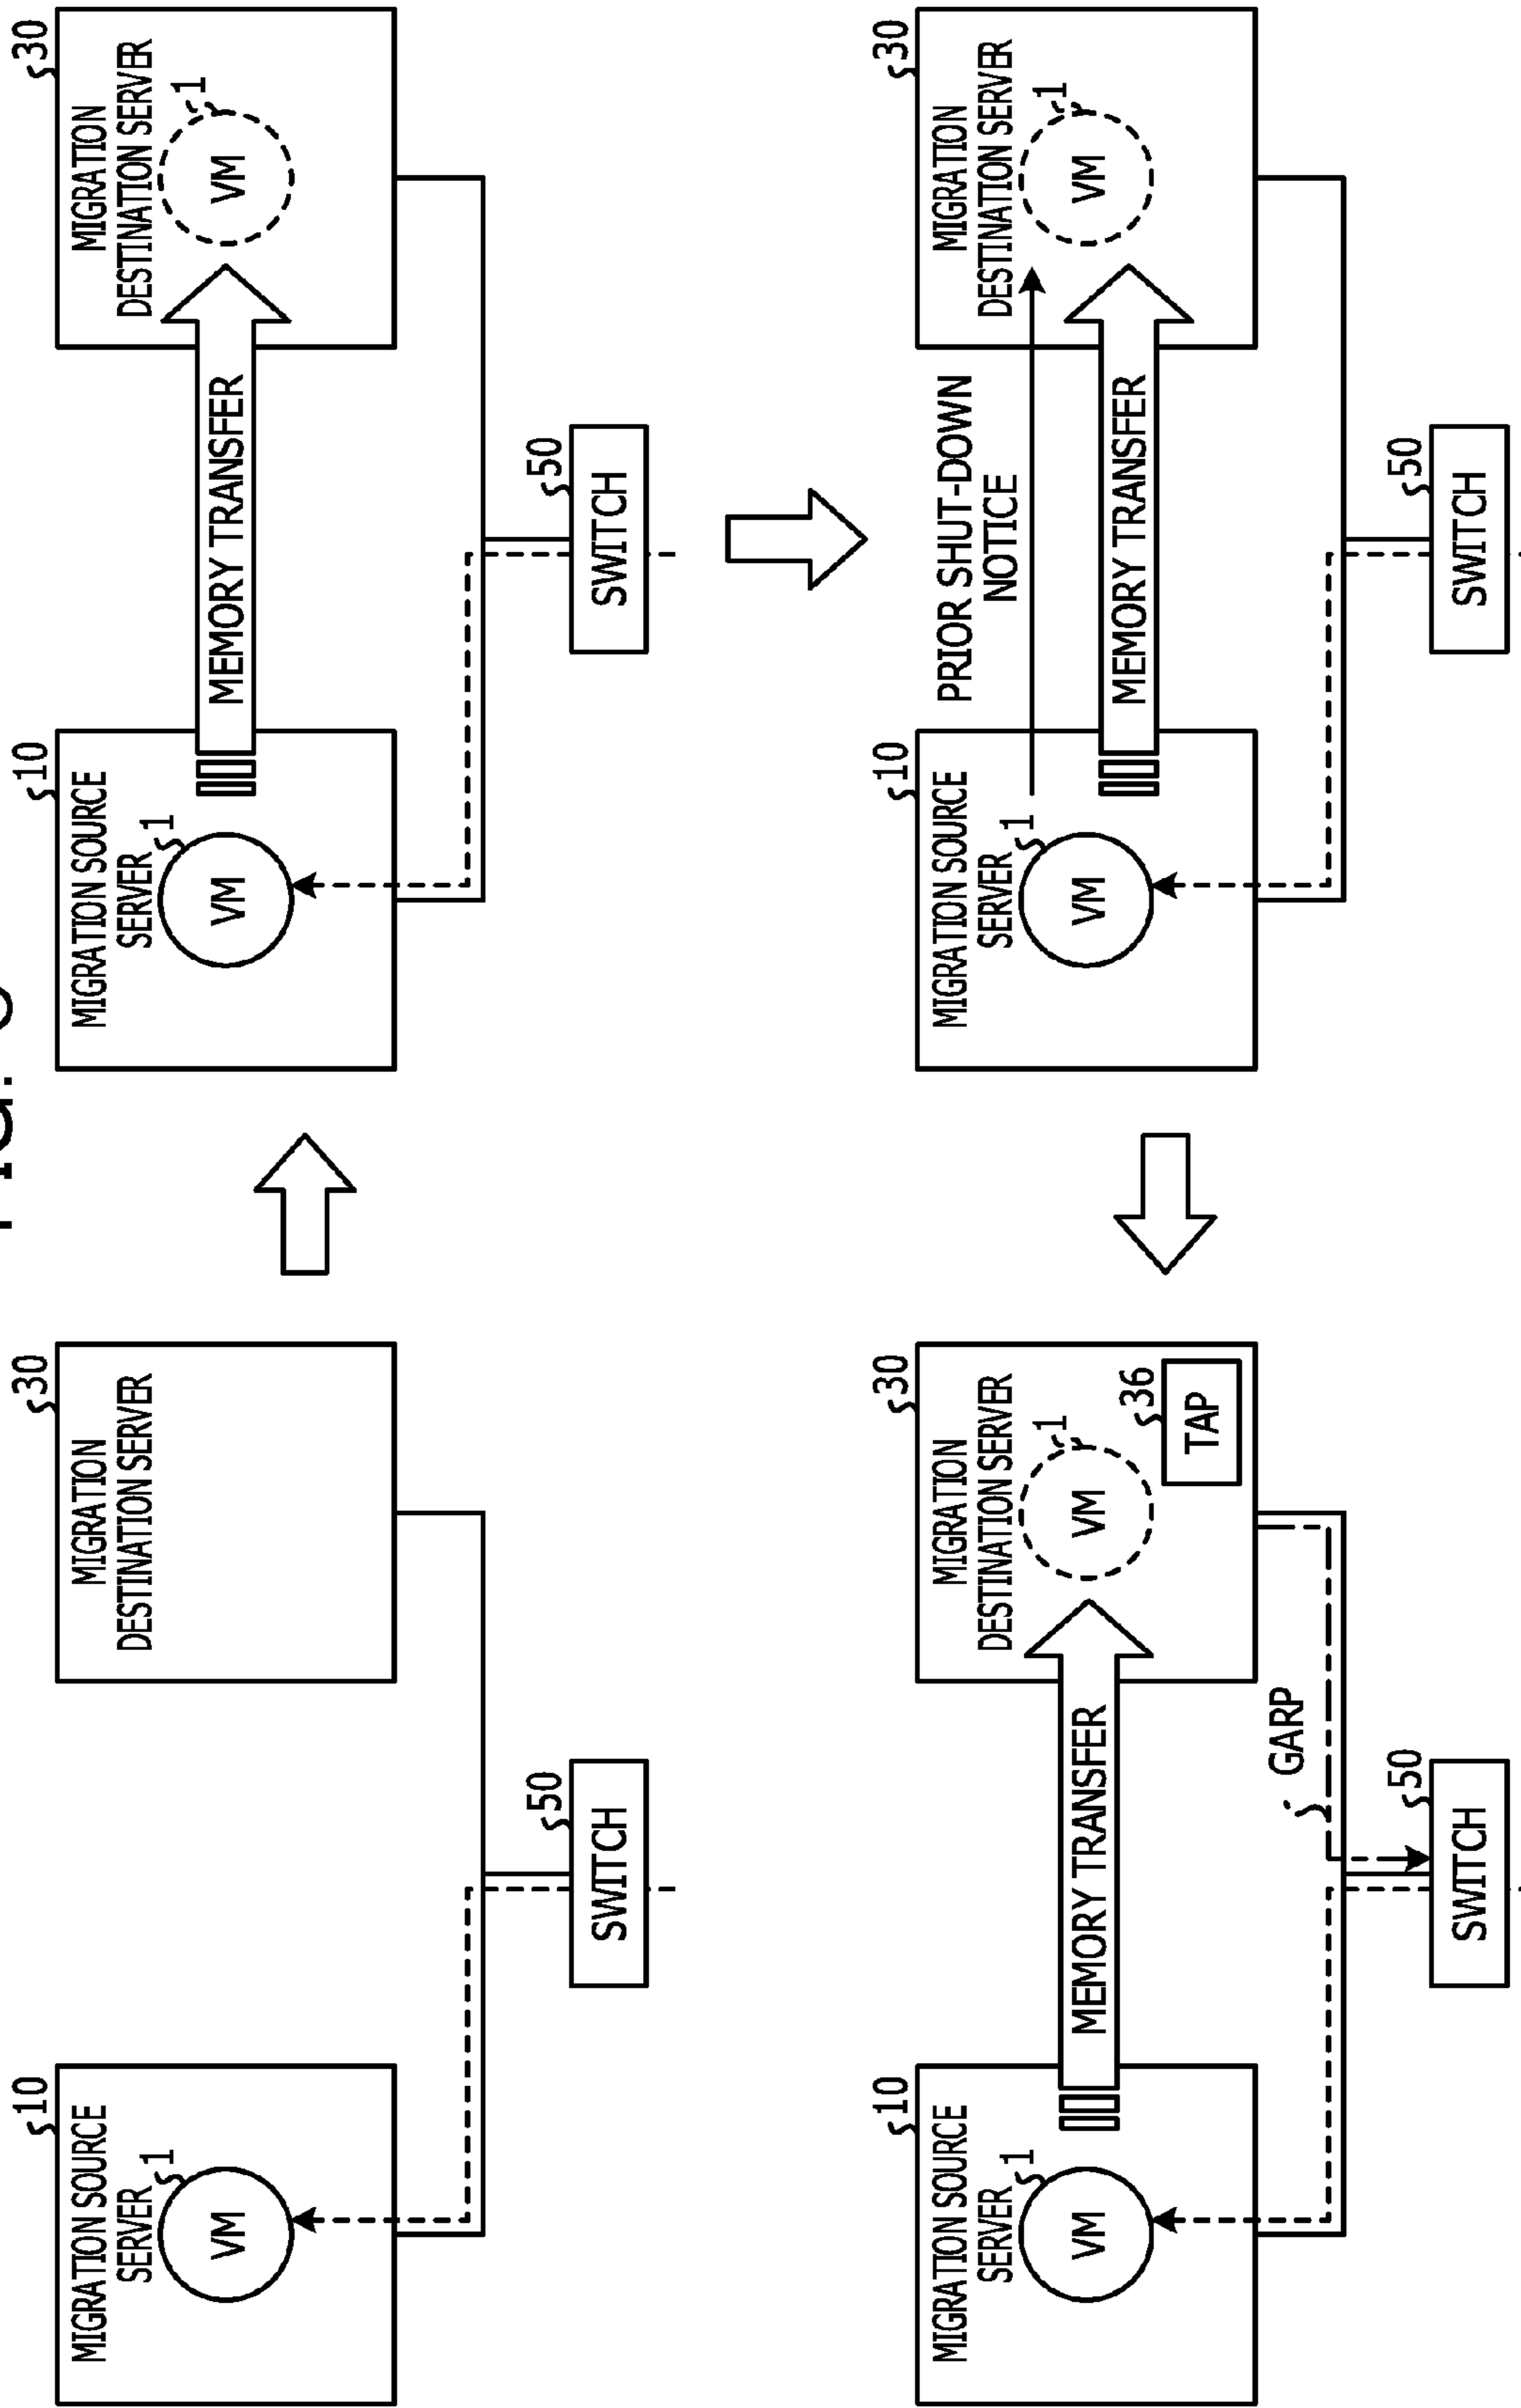 FIG.
10
MIGRATION SOURCE
SERVER
1
VM
30
MIGRATION
DESTINATION SERVER
50
SWITCH
10
MIGRATION SOURCE
SERVER
1
VM
MEMORY TRANSFER
30
MIGRATION
DESTINATION SERVER
1
VM
50
SWITCH
10
MIGRATION SOURCE
SERVER
1
VM
MEMORY TRANSFER
30
MIGRATION
DESTINATION SERVER
1
VM
36
TAP
GARP
50
SWITCH
10
MIGRATION SOURCE
SERVER
1
VM
PRIOR SHUT-DOWN
NOTICE
MEMORY TRANSFER
30
MIGRATION
DESTINATION SERVER
1
VM
50
SWITCH